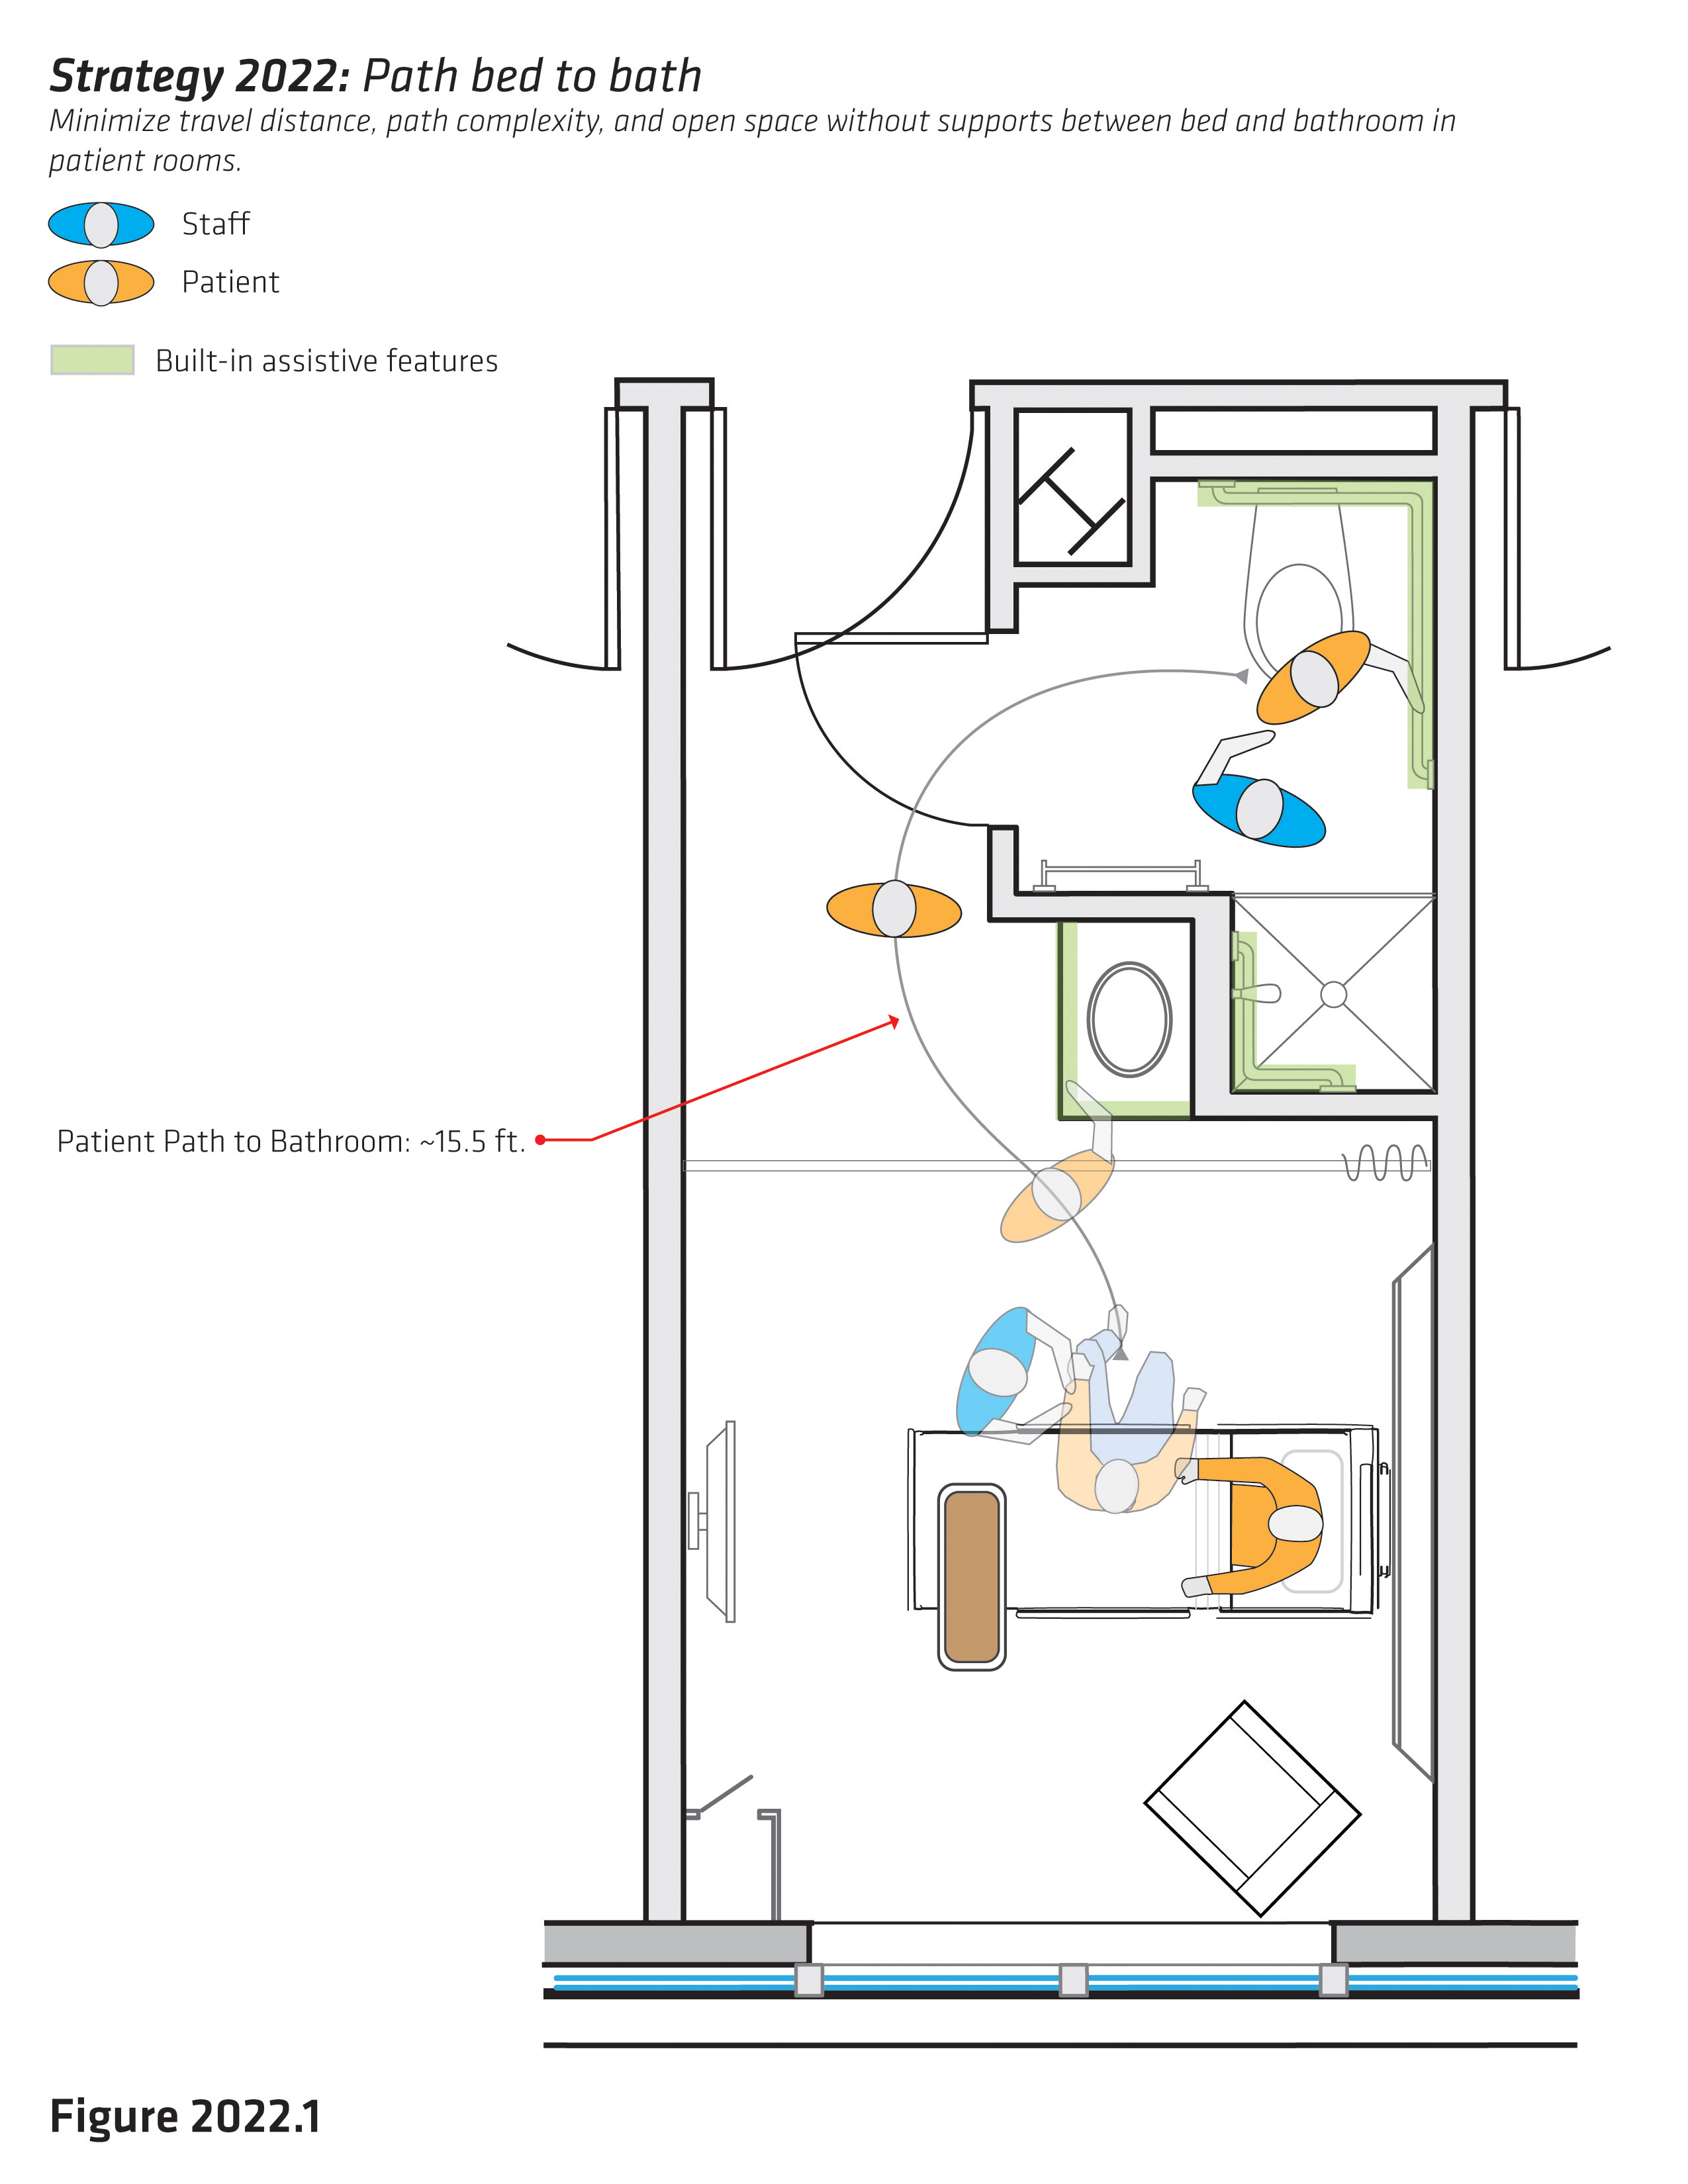 Strategy 2022: Path bed to bath
Minimize travel distance, path complexity, and open space without supports between bed and bathroom in
patient rooms.
Staff
Patient
Built-in assistive features
Patient Path to Bathroom: ~15.5 ft.
Figure 2022.1